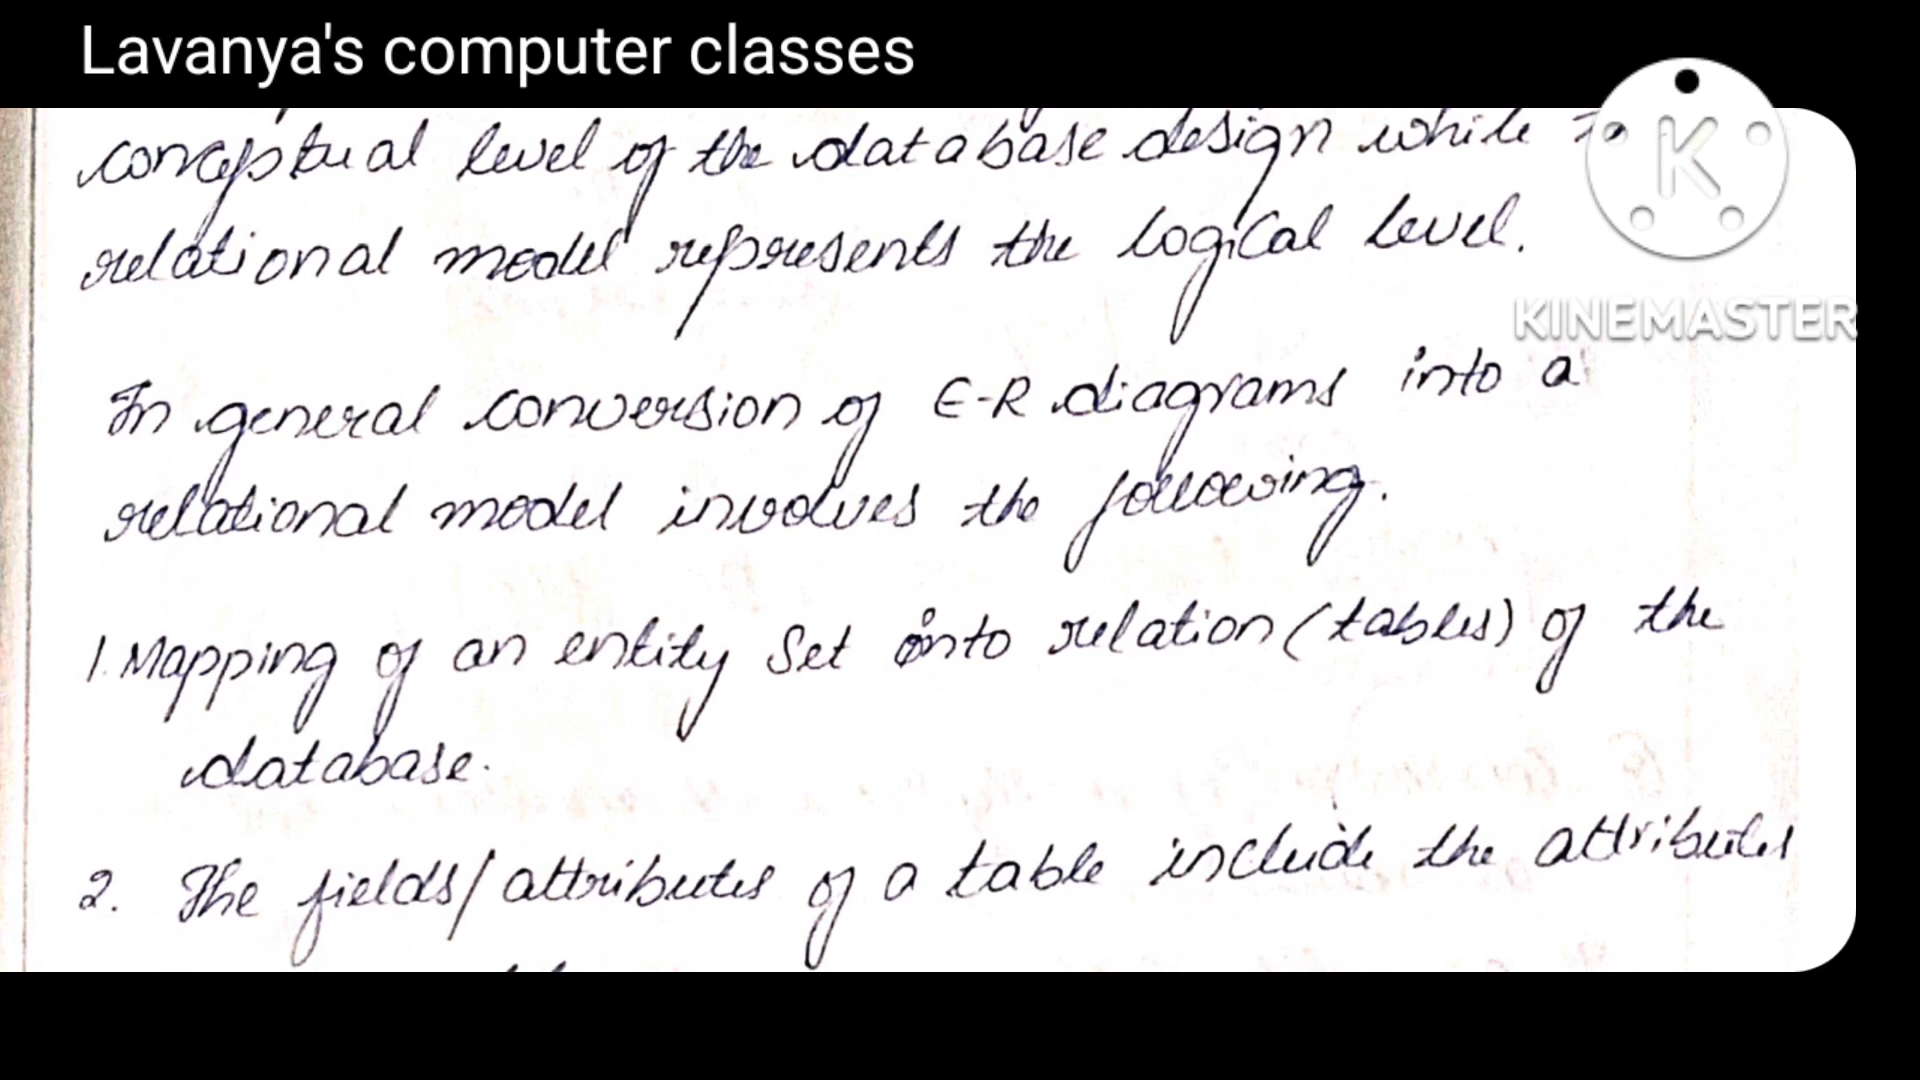 Lavanya's computer classes
conceptual level of the database design while
relational model represents the logical level.
KINEMASTER
In general conversion of E-R diagrams into a
relational model involves the following.
1. Mapping of an entity set into relation (tables) of the
database.
2. The fields/attributes of a table include the attributes